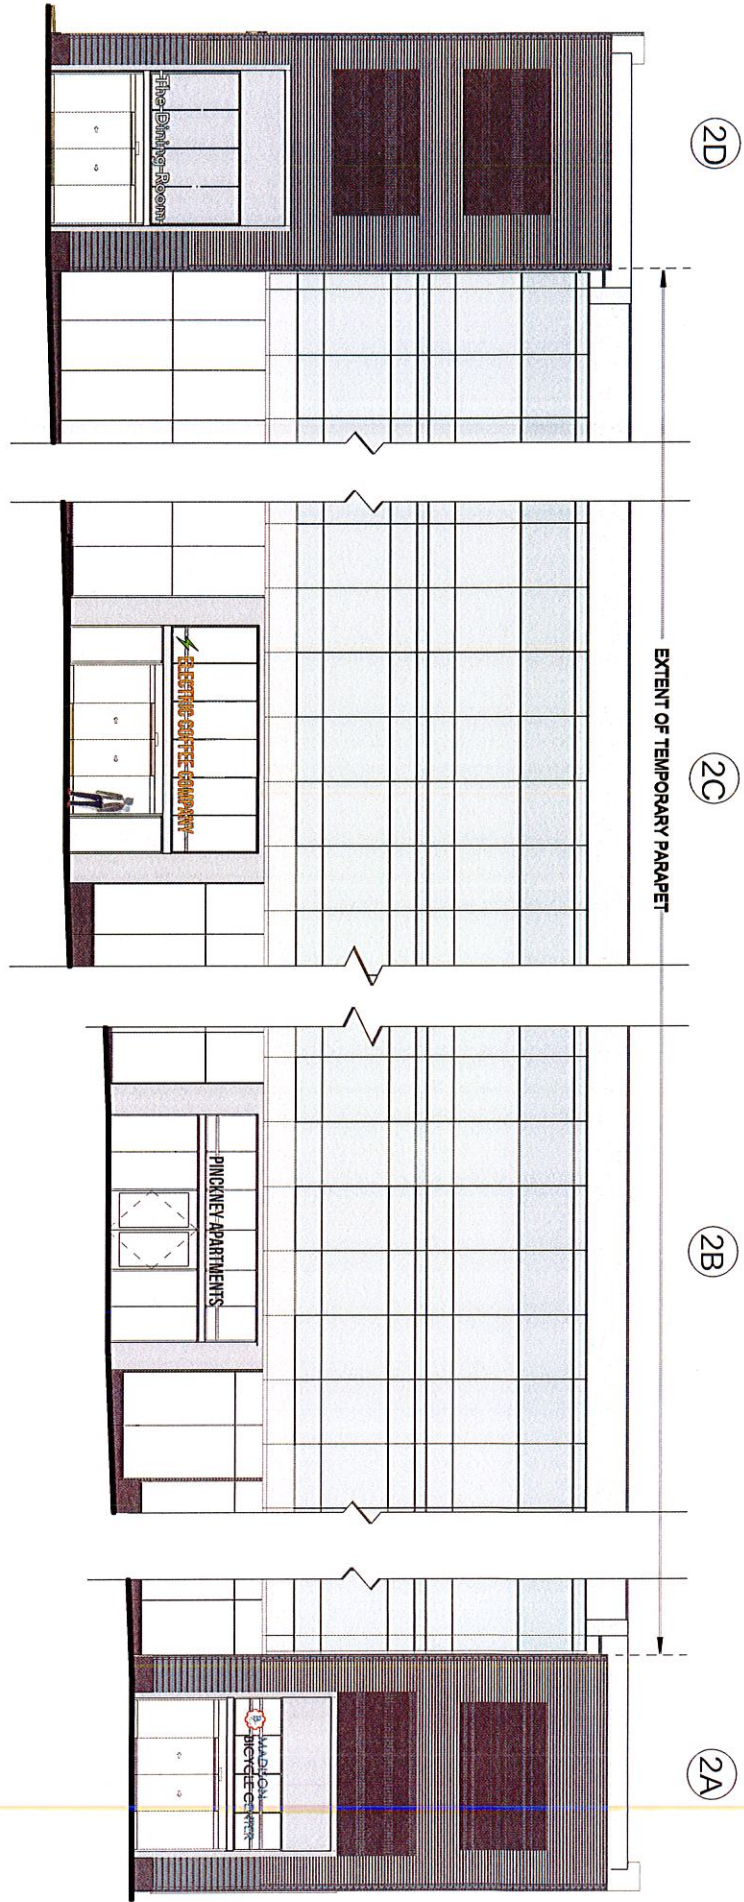 2D
2C
2B
2A
EXTENT OF TEMPORARY PARAPET
The Dining Room
ELECTRIC COFFEE COMPANY
PINCKNEY APARTMENTS
B
MADISON
BICYCLE CENTER